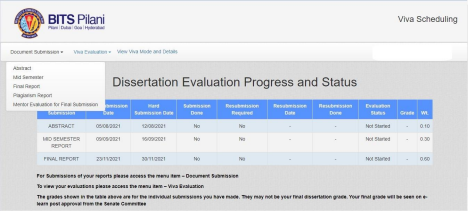 BITS Pilani
Pilani | Dubai | Goa | Hyderabad
Viva Scheduling
Document Submission Viva Evaluation View Viva Mode and Details
Abstract
Mid Semester
Final Report
Plagiarism Report
Mentor Evaluation for Final Submission
Dissertation Evaluation Progress and Status
Submission Hard Submission Date Submission Done Resubmission Required Resubmission Date Resubmission Done Evaluation Status Grade Wt.
ABSTRACT 05/08/2021 12/08/2021 No No - - Not Started - 0.10
MID SEMESTER REPORT 09/09/2021 16/09/2021 No No - - Not Started - 0.30
FINAL REPORT 23/11/2021 30/11/2021 No No - - Not Started - 0.60
For Submissions of your reports please access the menu item – Document Submission
To view your evaluations please access the menu item – Viva Evaluation
The grades shown in the table above are for the individual submissions you have made. They may not be your final dissertation grade. Your final grade will be seen on e-
learn post approval from the Senate Committee